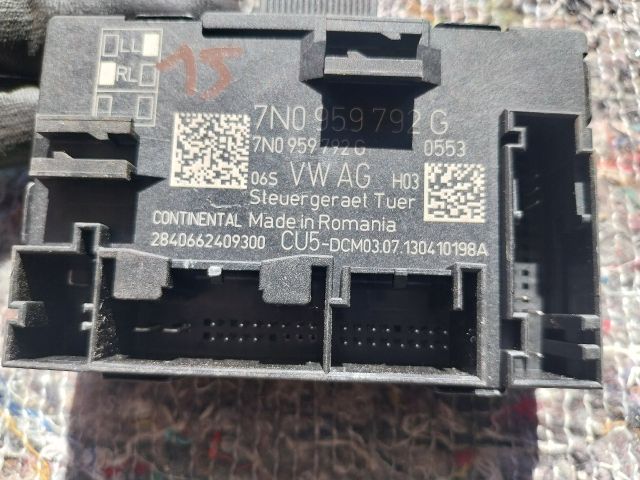 LL
RL
15
7N0 959 792 G
7N0 959 792 G 0553
06S VW AG H03
Steuergeraet Tuer
CONTINENTAL Made in Romania
2840662409300 CU5-DCM03.07.130410198A